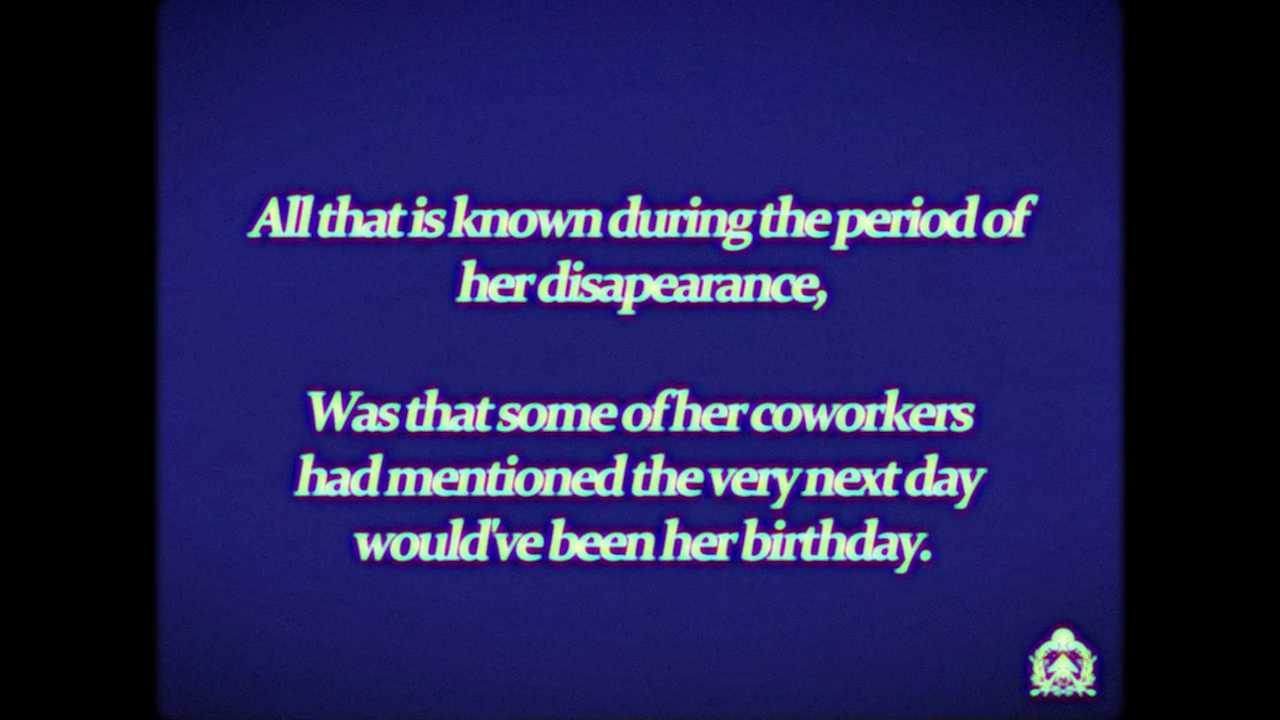 All that is known during the period of
her disapearance,
Was that some of her coworkers
had mentioned the very next day
would've been her birthday.